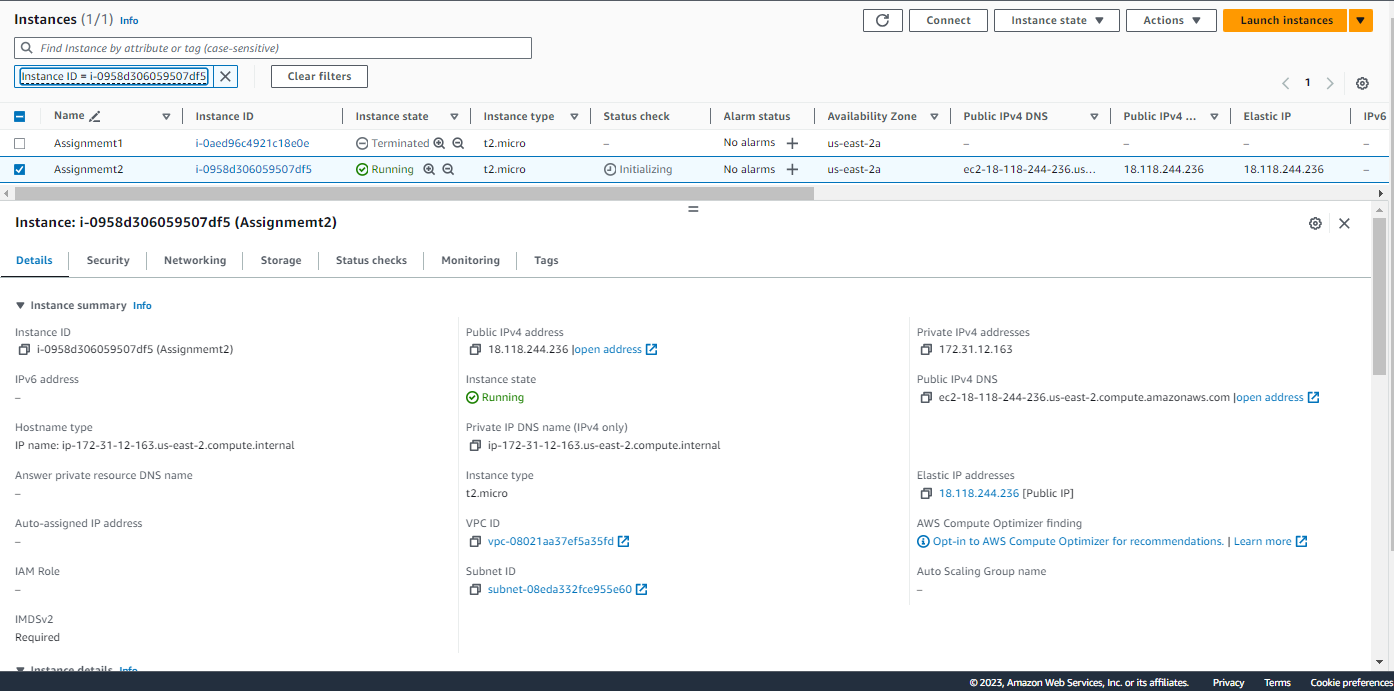 Instances (1/1) Info
Connect
Instance state
Actions
Launch instances
Find Instance by attribute or tag (case-sensitive)
Instance ID = i-0958d306059507df5
Clear filters
1
Name Instance ID Instance state Instance type Status check Alarm status Availability Zone Public IPv4 DNS Public IPv4 ... Elastic IP IPv6
Assignmemt1 i-0aed96c4921c18e0e Terminated t2.micro – No alarms + us-east-2a – – – –
Assignmemt2 i-0958d306059507df5 Running t2.micro Initializing No alarms + us-east-2a ec2-18-118-244-236.us... 18.118.244.236 18.118.244.236 –
Instance: i-0958d306059507df5 (Assignmemt2)
Details Security Networking Storage Status checks Monitoring Tags
Instance summary Info
Instance ID
i-0958d306059507df5 (Assignmemt2)
Public IPv4 address
18.118.244.236 |open address
Private IPv4 addresses
172.31.12.163
IPv6 address
–
Instance state
Running
Public IPv4 DNS
ec2-18-118-244-236.us-east-2.compute.amazonaws.com |open address
Hostname type
IP name: ip-172-31-12-163.us-east-2.compute.internal
Private IP DNS name (IPv4 only)
ip-172-31-12-163.us-east-2.compute.internal
Answer private resource DNS name
–
Instance type
t2.micro
Elastic IP addresses
18.118.244.236 [Public IP]
Auto-assigned IP address
–
VPC ID
vpc-08021aa37ef5a35fd
AWS Compute Optimizer finding
Opt-in to AWS Compute Optimizer for recommendations. | Learn more
IAM Role
–
Subnet ID
subnet-08eda332fce955e60
Auto Scaling Group name
–
IMDSv2
Required
Instance details Info
© 2023, Amazon Web Services, Inc. or its affiliates. Privacy Terms Cookie preferences